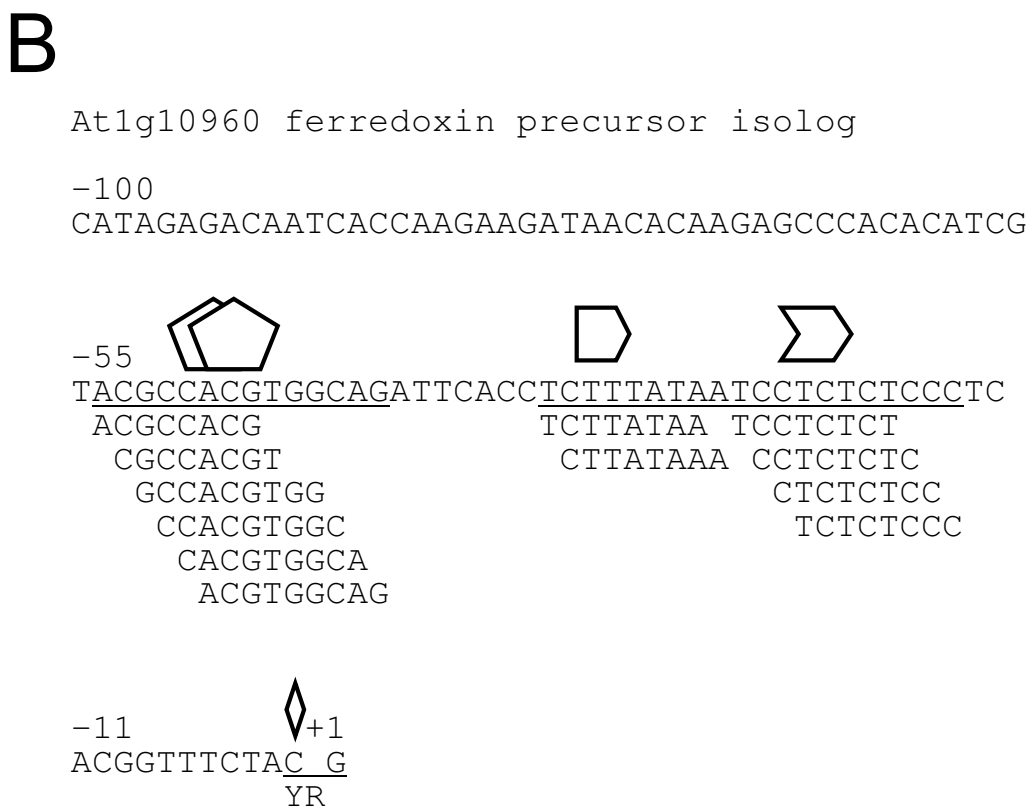 B
At1g10960 ferredoxin precursor isolog
−100
CATAGAGACAATCACCAAGAAGATAACACAAGAGCCCACACATCG
−55
TACGCCACGTGGCAGATTCACCTCTTTATAATCCTCTCTCCCTC
ACGCCACG TCTTATAA TCCTCTCT
CGCCACGT CTTATAAA CCTCTCTC
GCCACGTGG CTCTCTCC
CCACGTGGC TCTCTCCC
CACGTGGCA
ACGTGGCAG
−11 +1
ACGGTTTCTAC G
YR